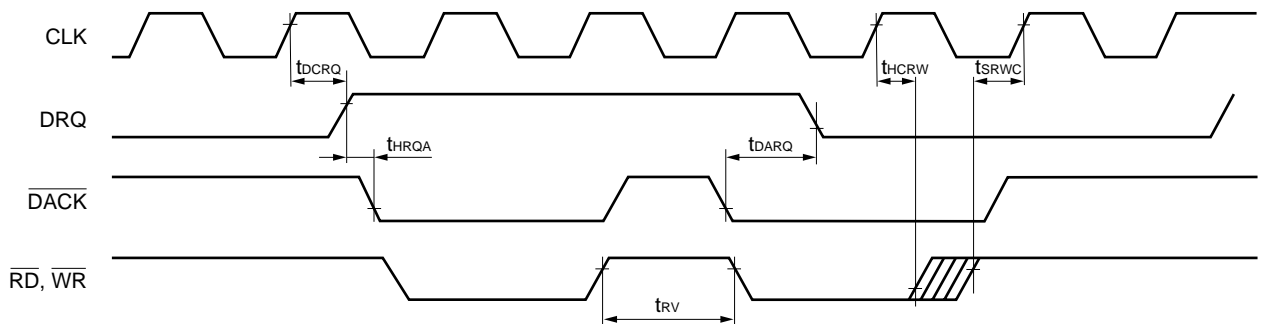 CLK
tDCRQ
tHCRW
tSRWC
DRQ
tHRQA
tDARQ
DACK
RD, WR
tRV